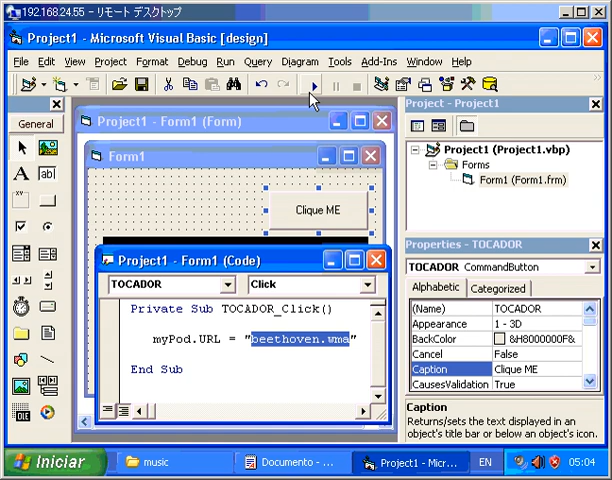 192.168.24.55 - リモート デスクトップ
Project1 - Microsoft Visual Basic [design]
File Edit View Project Format Debug Run Query Diagram Tools Add-Ins Window Help
General
A
ab
xy
OLE
Project1 - Form1 (Form)
Form1
Clique ME
Project1 - Form1 (Code)
TOCADOR Click
Private Sub TOCADOR_Click()
myPod.URL = "beethoven.wma"
End Sub
Project - Project1
Project1 (Project1.vbp)
Forms
Form1 (Form1.frm)
Properties - TOCADOR
TOCADOR CommandButton
Alphabetic Categorized
(Name) TOCADOR
Appearance 1 - 3D
BackColor &H8000000F&
Cancel False
Caption Clique ME
CausesValidation True
Caption
Returns/sets the text displayed in an object's title bar or below an object's icon.
Iniciar music Documento - ... Project1 - Micr... EN 05:04